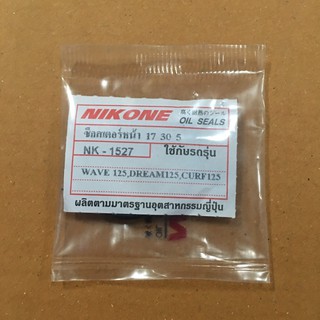 NIKONE
OIL SEALS
ซีลสเตอร์หน้า 17 30 5
NK - 1527
ใช้กับรถรุ่น
WAVE 125,DREAM125,CURF125
ผลิตตามมาตรฐานอุตสาหกรรมญี่ปุ่น